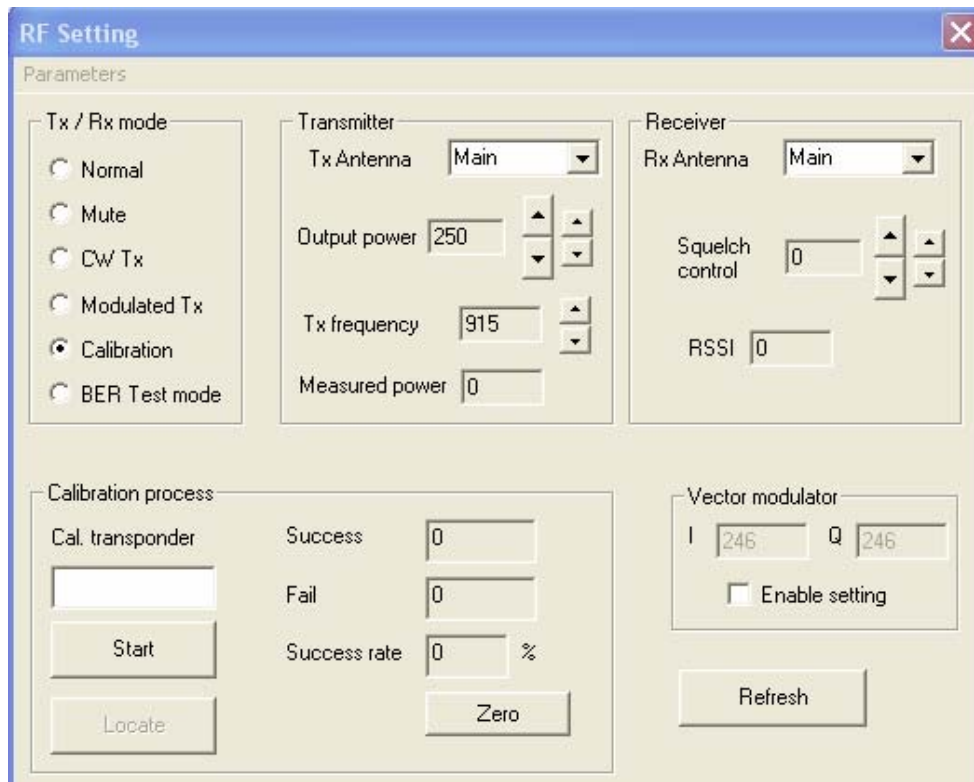 RF Setting
Parameters
Tx / Rx mode
Normal
Mute
CW Tx
Modulated Tx
Calibration
BER Test mode
Transmitter
Tx Antenna Main
Output power 250
Tx frequency 915
Measured power 0
Receiver
Rx Antenna Main
Squelch
control 0
RSSI 0
Calibration process
Cal. transponder
Start
Locate
Success 0
Fail 0
Success rate 0 %
Zero
Vector modulator
I 246 Q 246
Enable setting
Refresh